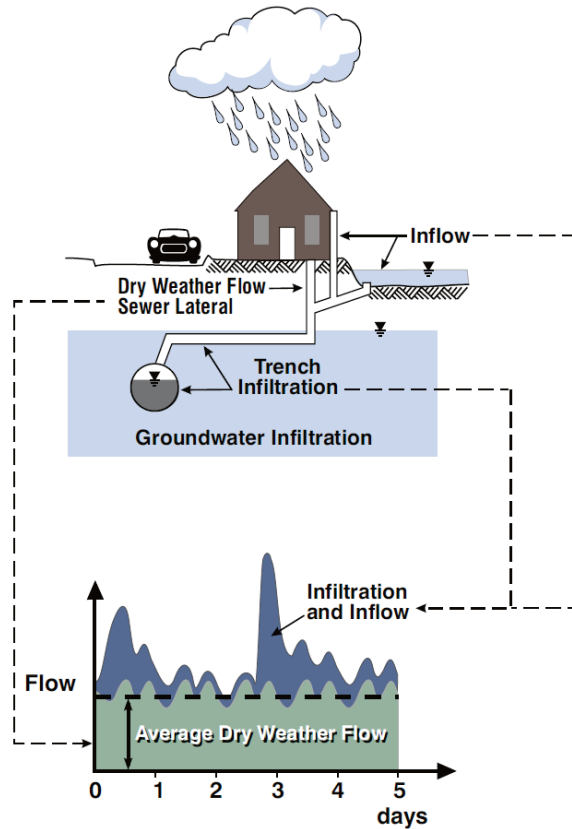 Inflow
Dry Weather Flow
Sewer Lateral
Trench
Infiltration
Groundwater Infiltration
Infiltration
and Inflow
Flow
Average Dry Weather Flow
0 1 2 3 4 5
days